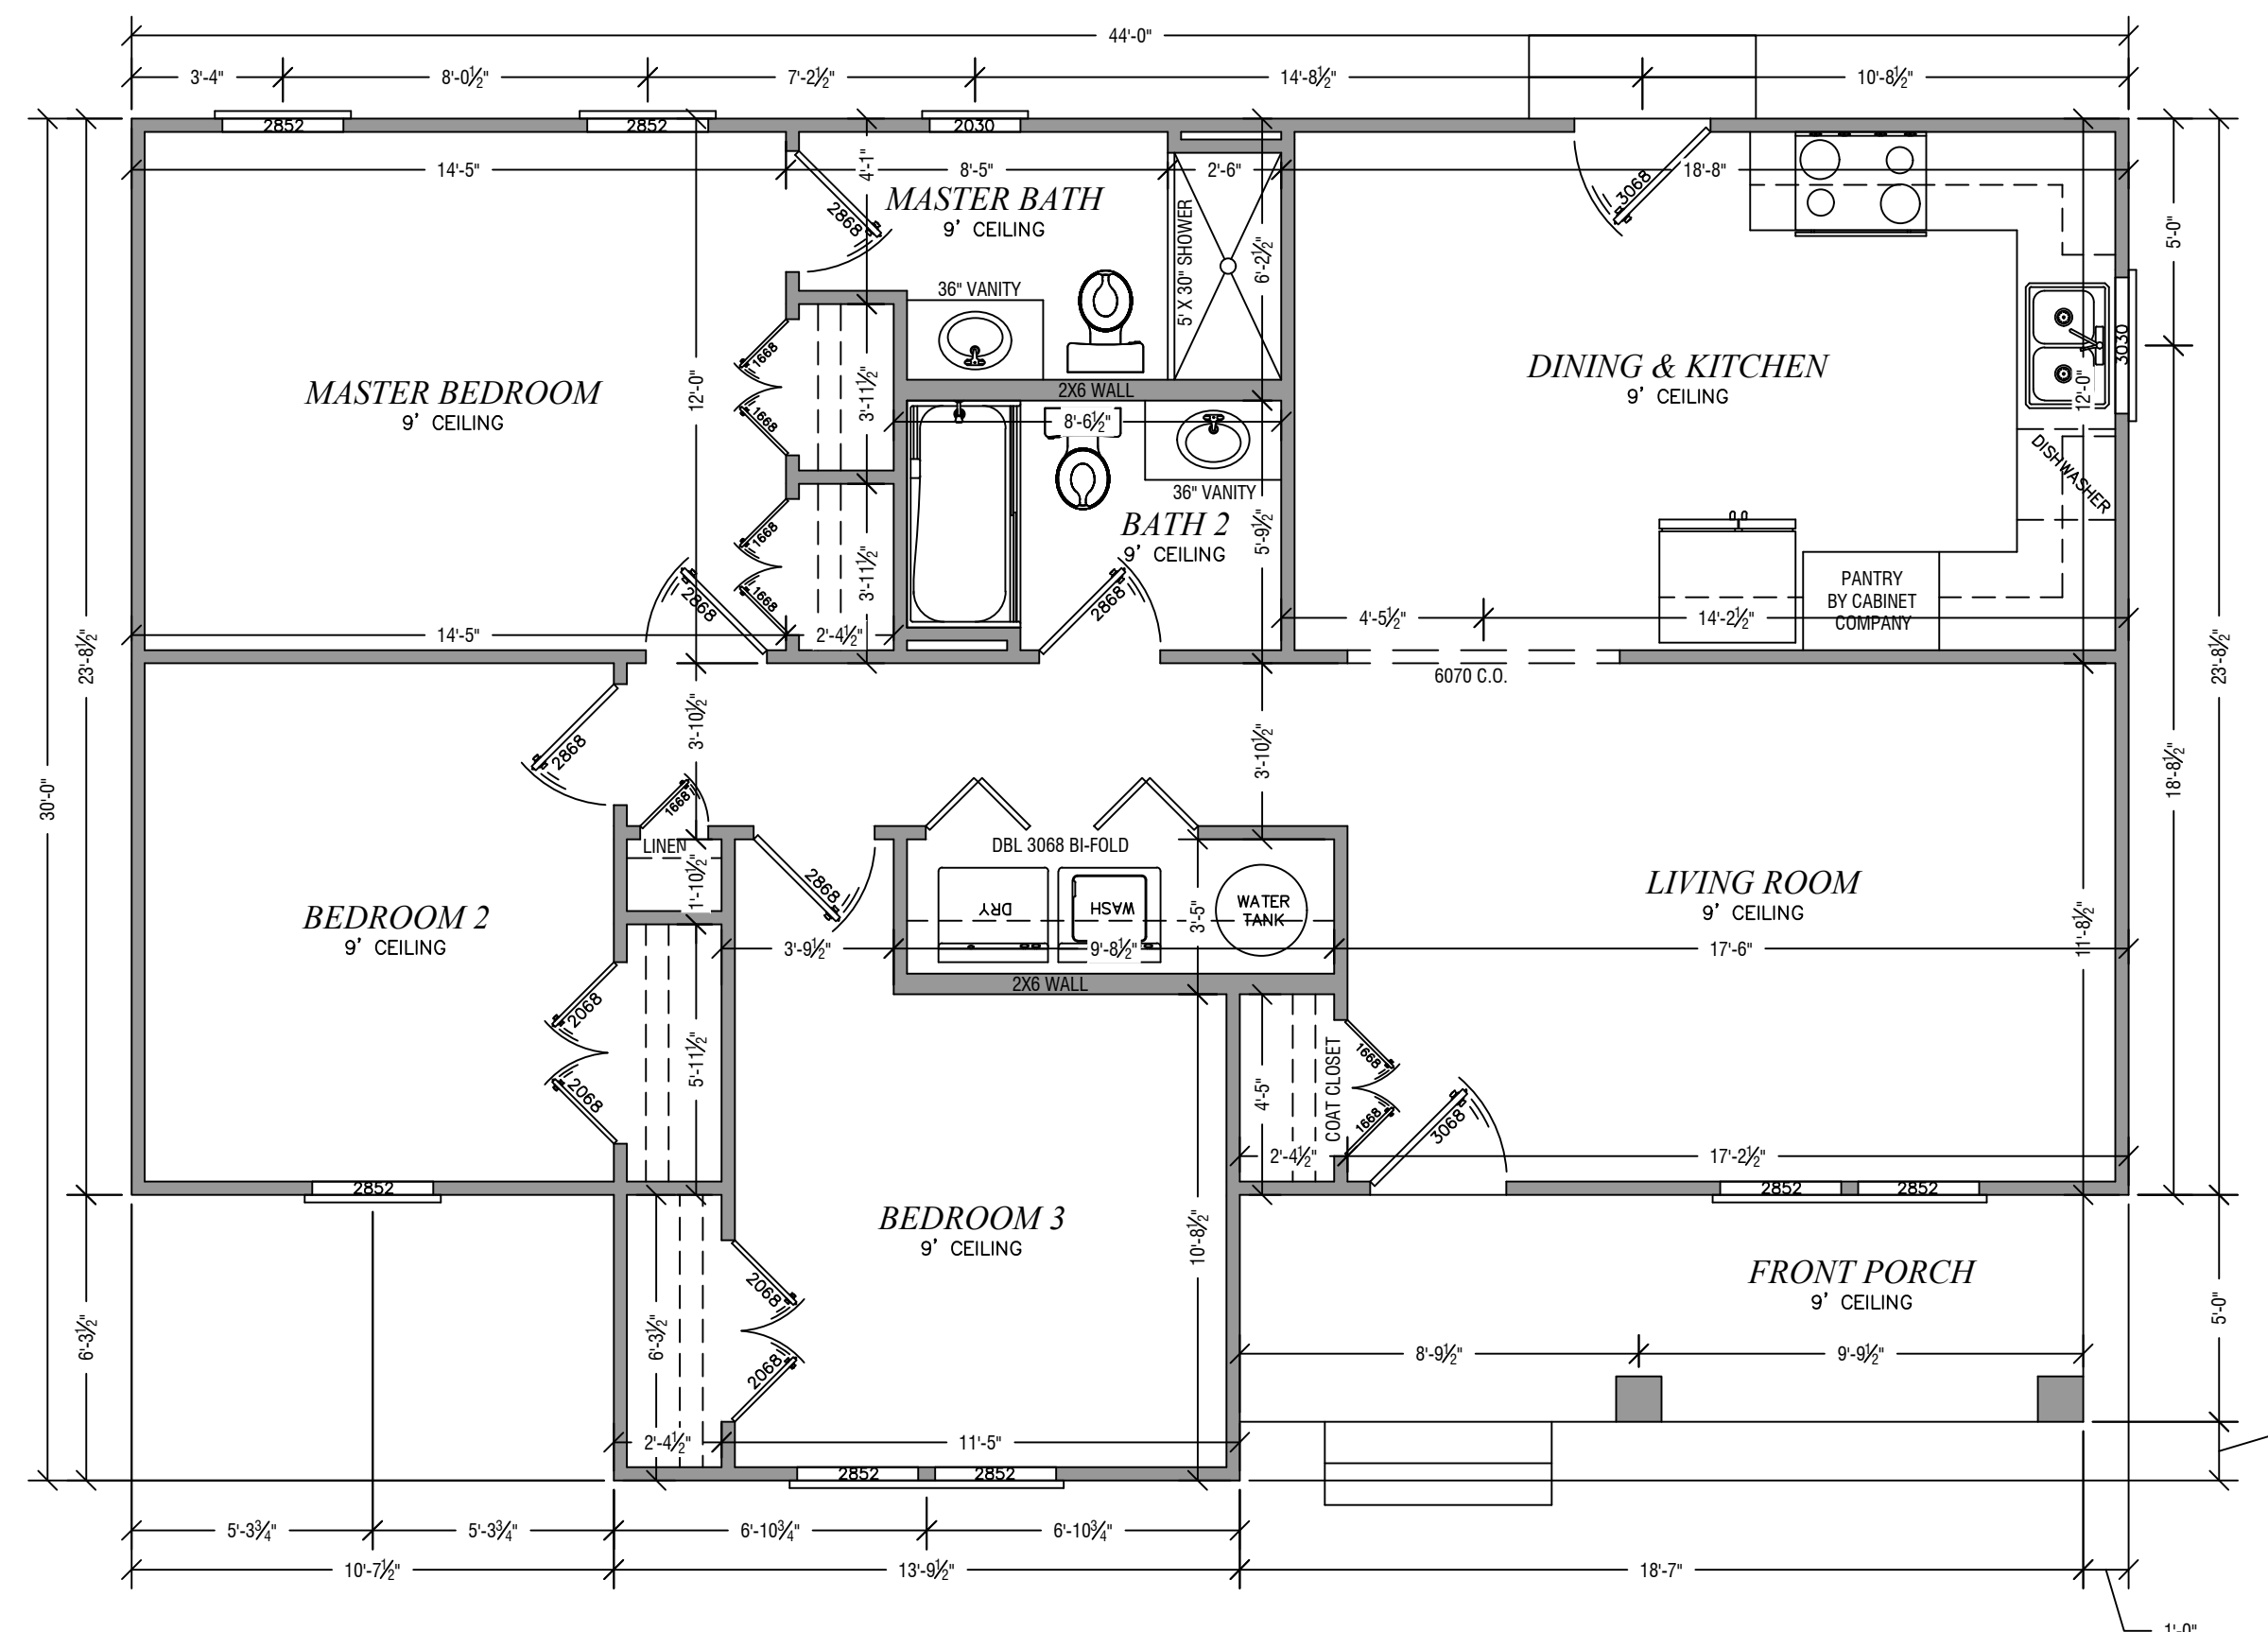 44'-0"
3'-4" 8'-0½" 7'-2½" 14'-8½" 10'-8½"
2852 2852 2030
14'-5" 4'-1" 8'-5" 2'-6" 18'-8"
MASTER BATH
9' CEILING
2868
3068
5' X 30" SHOWER
6'-2½"
5'-0"
36" VANITY
1668
1668
3'-11½"
12'-0"
MASTER BEDROOM
9' CEILING
2X6 WALL
8'-6½"
DINING & KITCHEN
9' CEILING
3030
12'-0"
DISHWASHER
36" VANITY
BATH 2
9' CEILING
5'-9½"
1668
1668
3'-11½"
2868
2868
PANTRY
BY CABINET
COMPANY
14'-5" 2'-4½" 4'-5½" 14'-2½"
6070 C.O.
23'-8½"
30'-0"
23'-8½"
18'-8½"
2868
3'-10½"
3'-10½"
1668
LINEN
1'-10½"
2868
DBL 3068 BI-FOLD
DRY
WASH
WATER
TANK
3'-5"
LIVING ROOM
9' CEILING
11'-8½"
BEDROOM 2
9' CEILING
3'-9½" 9'-8½" 17'-6"
2X6 WALL
2068
2068
5'-11½"
4'-5"
COAT CLOSET
1668
1668
3068
2'-4½" 17'-2½"
2852 2852 2852
BEDROOM 3
9' CEILING
10'-8½"
2068
2068
6'-3½"
6'-3½"
FRONT PORCH
9' CEILING
5'-0"
8'-9½" 9'-9½"
2'-4½" 11'-5"
2852 2852
5'-3¾" 5'-3¾" 6'-10¾" 6'-10¾"
10'-7½" 13'-9½" 18'-7"
1'-0"